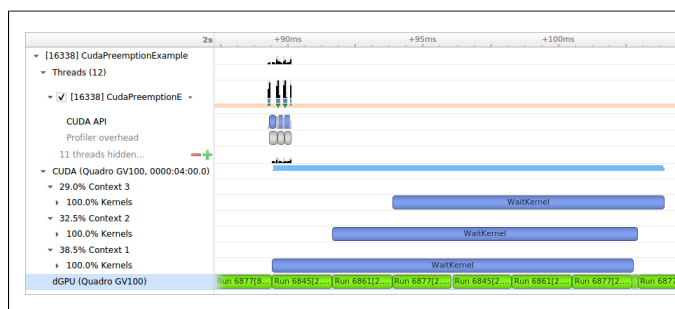 2s +90ms +95ms +100ms
[16338] CudaPreemptionExample
Threads (12)
[16338] CudaPreemptionE
CUDA API
Profiler overhead
11 threads hidden...
CUDA (Quadro GV100, 0000:04:00.0)
29.0% Context 3
100.0% Kernels WaitKernel
32.5% Context 2
100.0% Kernels WaitKernel
38.5% Context 1
100.0% Kernels WaitKernel
dGPU (Quadro GV100) Run 6877[8... Run 6845[2.... Run 6861[2.... Run 6877[2.... Run 6845[2.... Run 6861[2.... Run 6877[2.... Run 6877